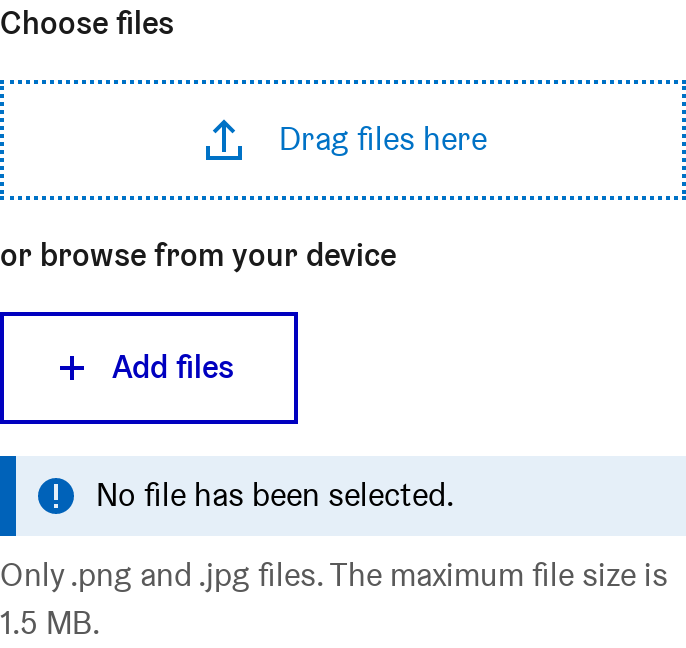 Choose files
Drag files here
or browse from your device
Add files
No file has been selected.
Only .png and .jpg files. The maximum file size is
1.5 MB.